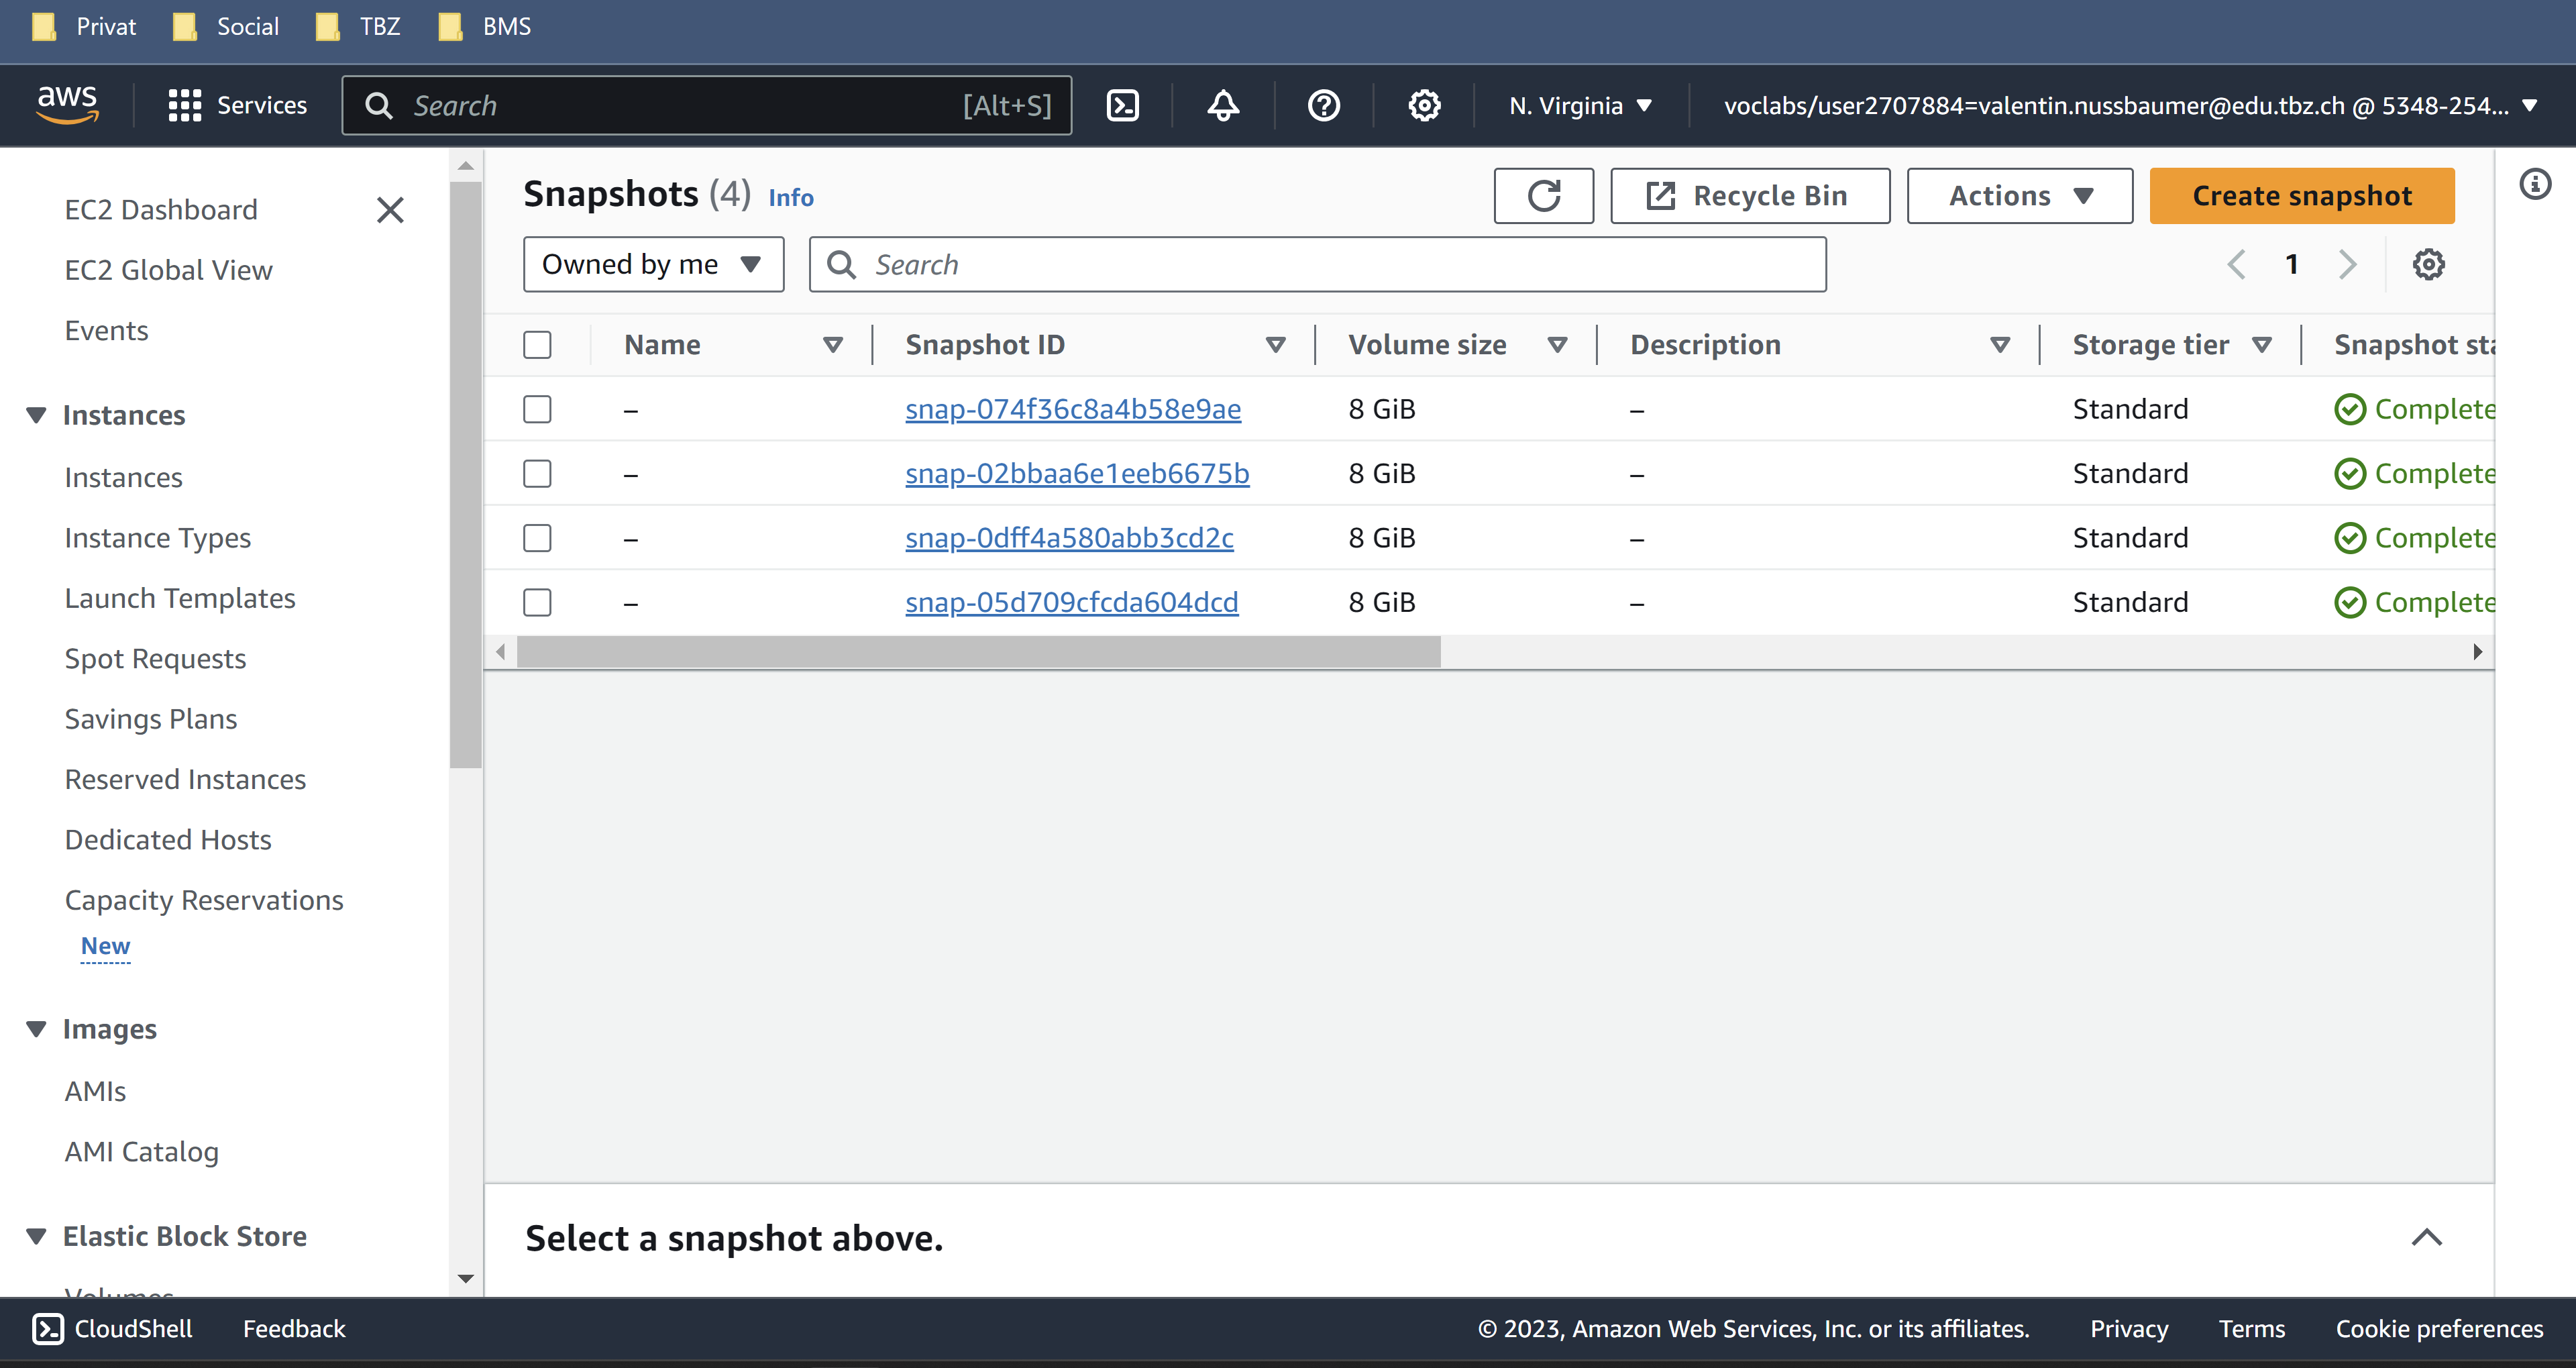 Privat Social TBZ BMS
aws Services Search [Alt+S] N. Virginia voclabs/user2707884=valentin.nussbaumer@edu.tbz.ch @ 5348-254...
EC2 Dashboard
EC2 Global View
Events
Instances
Instances
Instance Types
Launch Templates
Spot Requests
Savings Plans
Reserved Instances
Dedicated Hosts
Capacity Reservations
New
Images
AMIs
AMI Catalog
Elastic Block Store
Volumes
Snapshots (4) Info Recycle Bin Actions Create snapshot
Owned by me Search 1
Name Snapshot ID Volume size Description Storage tier Snapshot sta
– snap-074f36c8a4b58e9ae 8 GiB – Standard Complete
– snap-02bbaa6e1eeb6675b 8 GiB – Standard Complete
– snap-0dff4a580abb3cd2c 8 GiB – Standard Complete
– snap-05d709cfcda604dcd 8 GiB – Standard Complete
Select a snapshot above.
CloudShell Feedback © 2023, Amazon Web Services, Inc. or its affiliates. Privacy Terms Cookie preferences